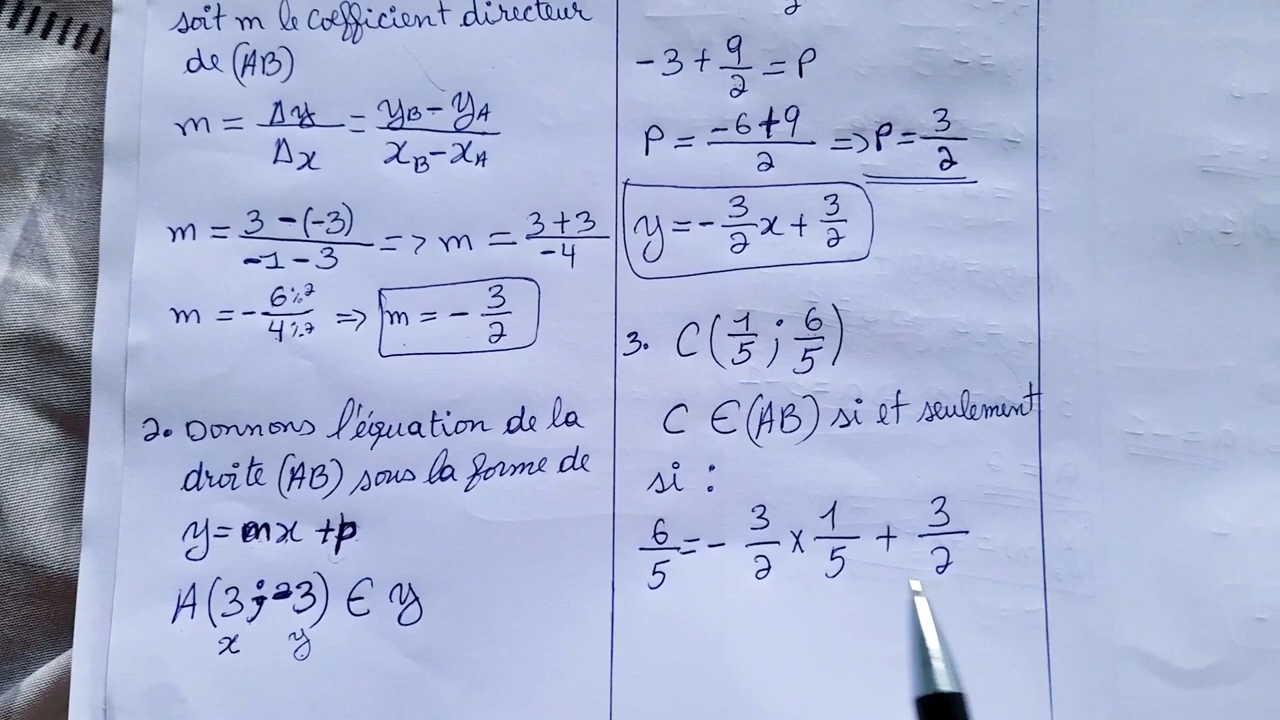 soit m le coefficient directeur
de (AB)
m = Δy/Δx = (yB - yA)/(xB - xA)
m = (3 - (-3))/(-1 - 3) => m = (3+3)/-4
m = - 6÷2/4÷2 => m = - 3/2
2. Donnons l'équation de la
droite (AB) sous la forme de
y = mx + p
A(3; -3) ∈ y
x y
2
-3 + 9/2 = P
P = (-6+9)/2 => P = 3/2
y = - 3/2 x + 3/2
3. C(1/5 ; 6/5)
C ∈ (AB) si et seulement
si :
6/5 = - 3/2 × 1/5 + 3/2